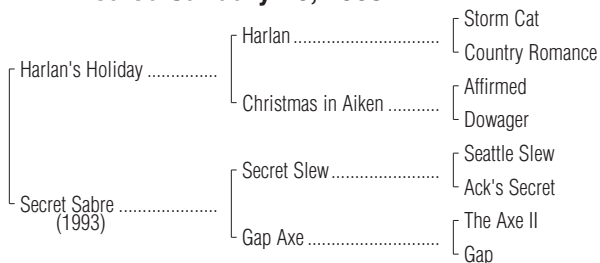 Storm Cat
Harlan ..............................
Country Romance
Harlan's Holiday ...............
Affirmed
Christmas in Aiken ...........
Dowager
Seattle Slew
Secret Slew .......................
Ack's Secret
Secret Sabre .....................
(1993)
The Axe II
Gap Axe ............................
Gap